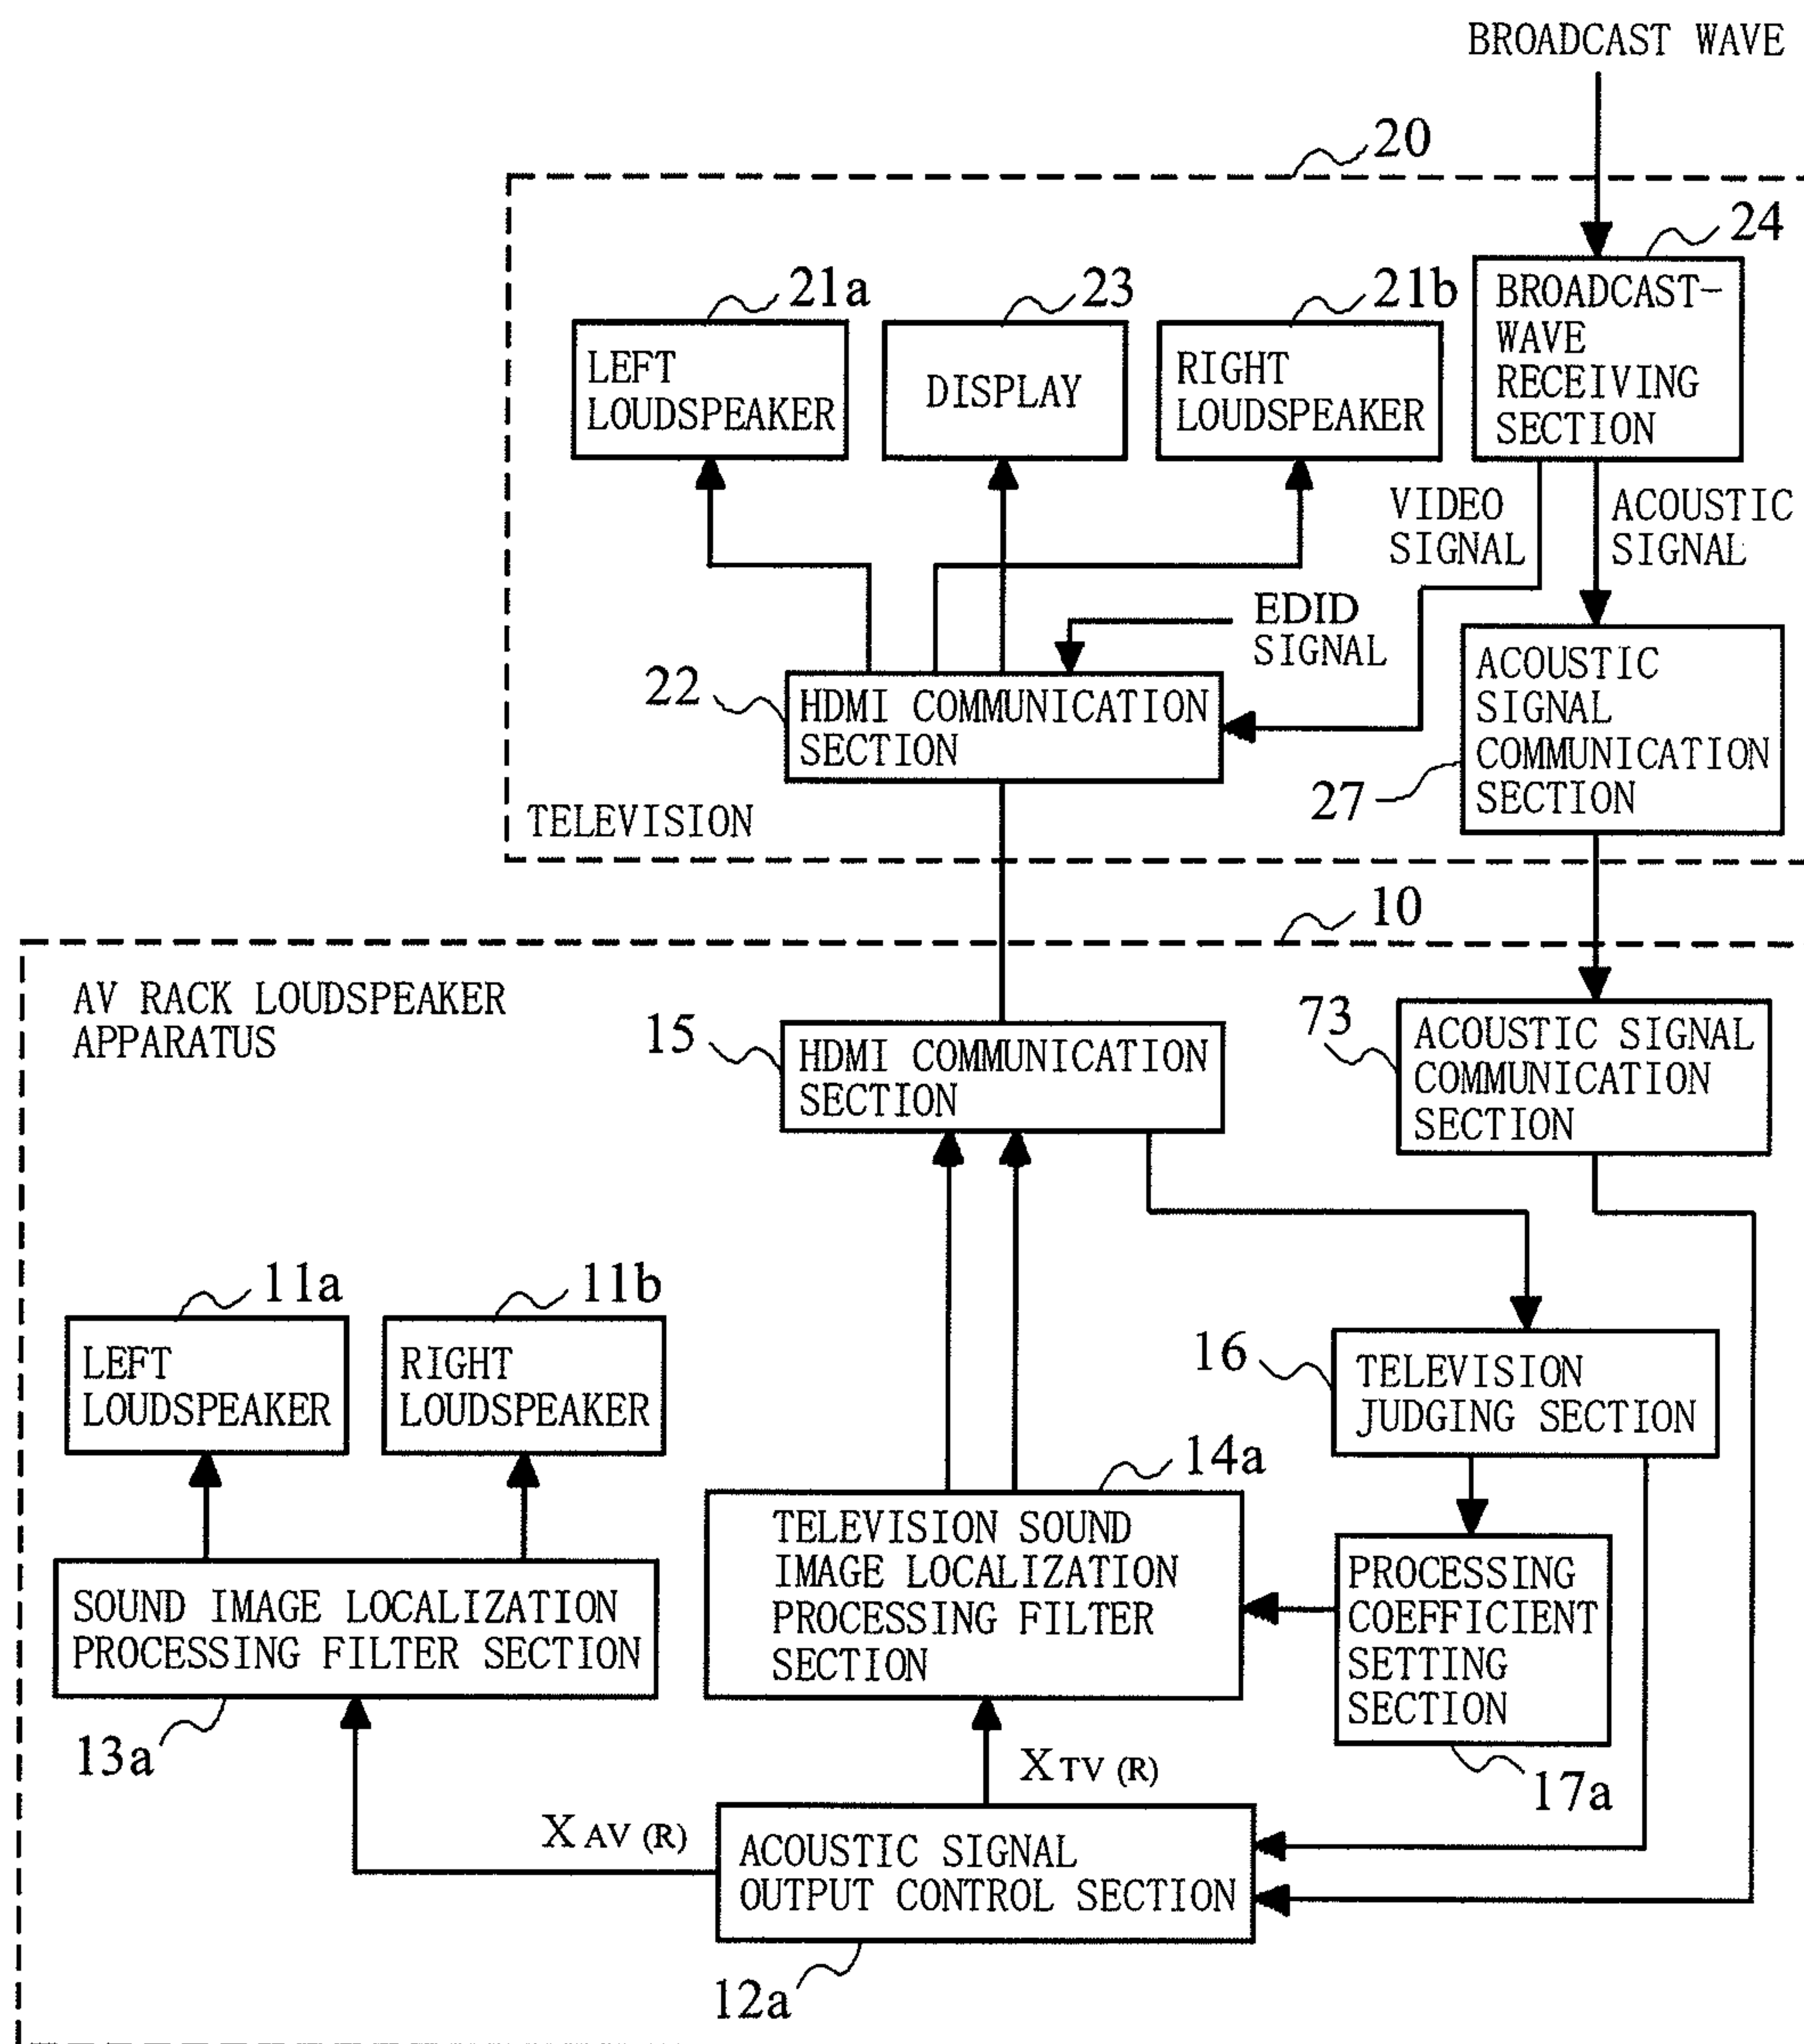 BROADCAST WAVE
20
24
21a
23
21b
BROADCAST-
WAVE
RECEIVING
SECTION
LEFT
LOUDSPEAKER
DISPLAY
RIGHT
LOUDSPEAKER
VIDEO
SIGNAL
ACOUSTIC
SIGNAL
EDID
SIGNAL
22
HDMI COMMUNICATION
SECTION
ACOUSTIC
SIGNAL
COMMUNICATION
SECTION
27
TELEVISION
10
AV RACK LOUDSPEAKER
APPARATUS
15
HDMI COMMUNICATION
SECTION
73
ACOUSTIC SIGNAL
COMMUNICATION
SECTION
11a
11b
LEFT
LOUDSPEAKER
RIGHT
LOUDSPEAKER
16
TELEVISION
JUDGING SECTION
14a
TELEVISION SOUND
IMAGE LOCALIZATION
PROCESSING FILTER
SECTION
PROCESSING
COEFFICIENT
SETTING
SECTION
SOUND IMAGE LOCALIZATION
PROCESSING FILTER SECTION
13a
17a
X TV (R)
X AV (R)
ACOUSTIC SIGNAL
OUTPUT CONTROL SECTION
12a